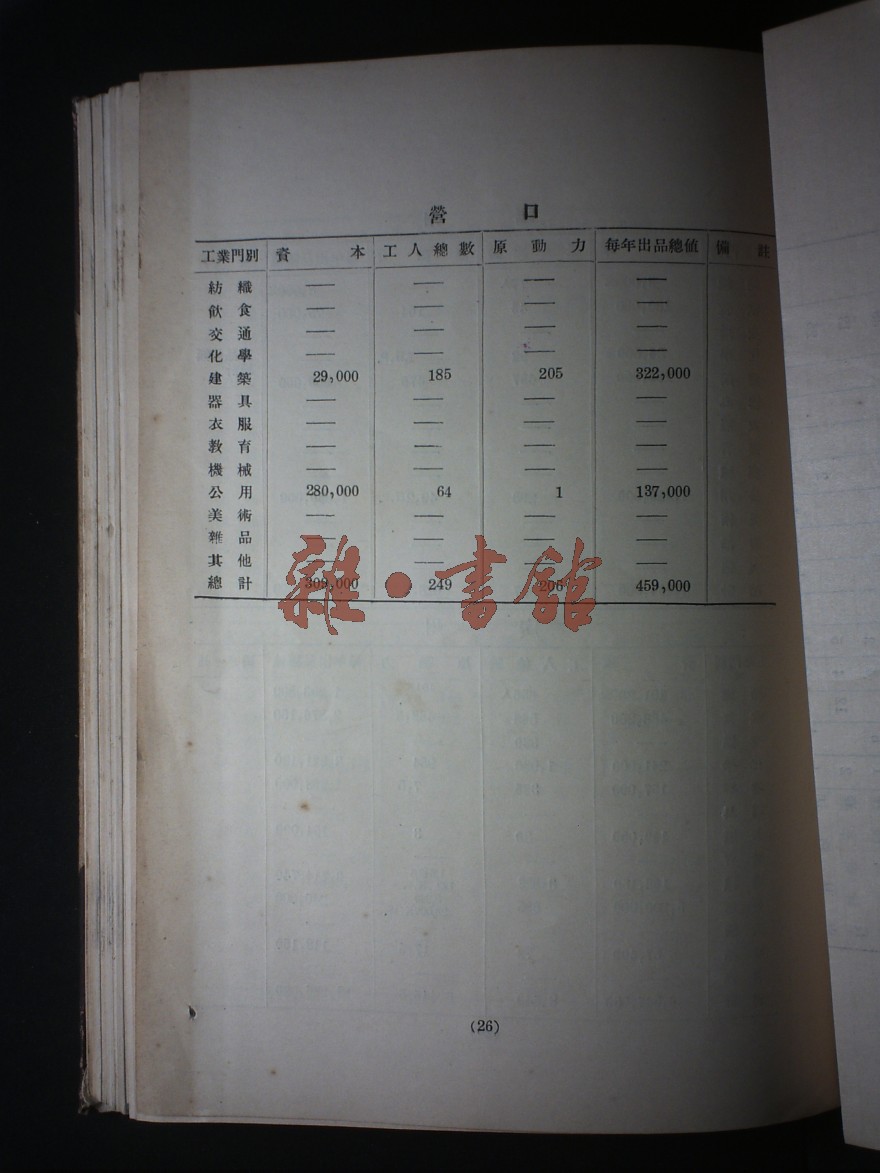 營 口
工業門別 資 本 工人總數 原動力 每年出品總值 備 註
紡織 — — — —
飲食 — — — —
交通 — — — —
化學 — — — —
建築 29,000 185 205 322,000
器具 — — — —
衣服 — — — —
教育 — — — —
機械 — — — —
公用 280,000 64 1 137,000
美術 — — — —
雜品 — — — —
其他 — — — —
總計 309,000 249 206 459,000
雜·書館
(26)